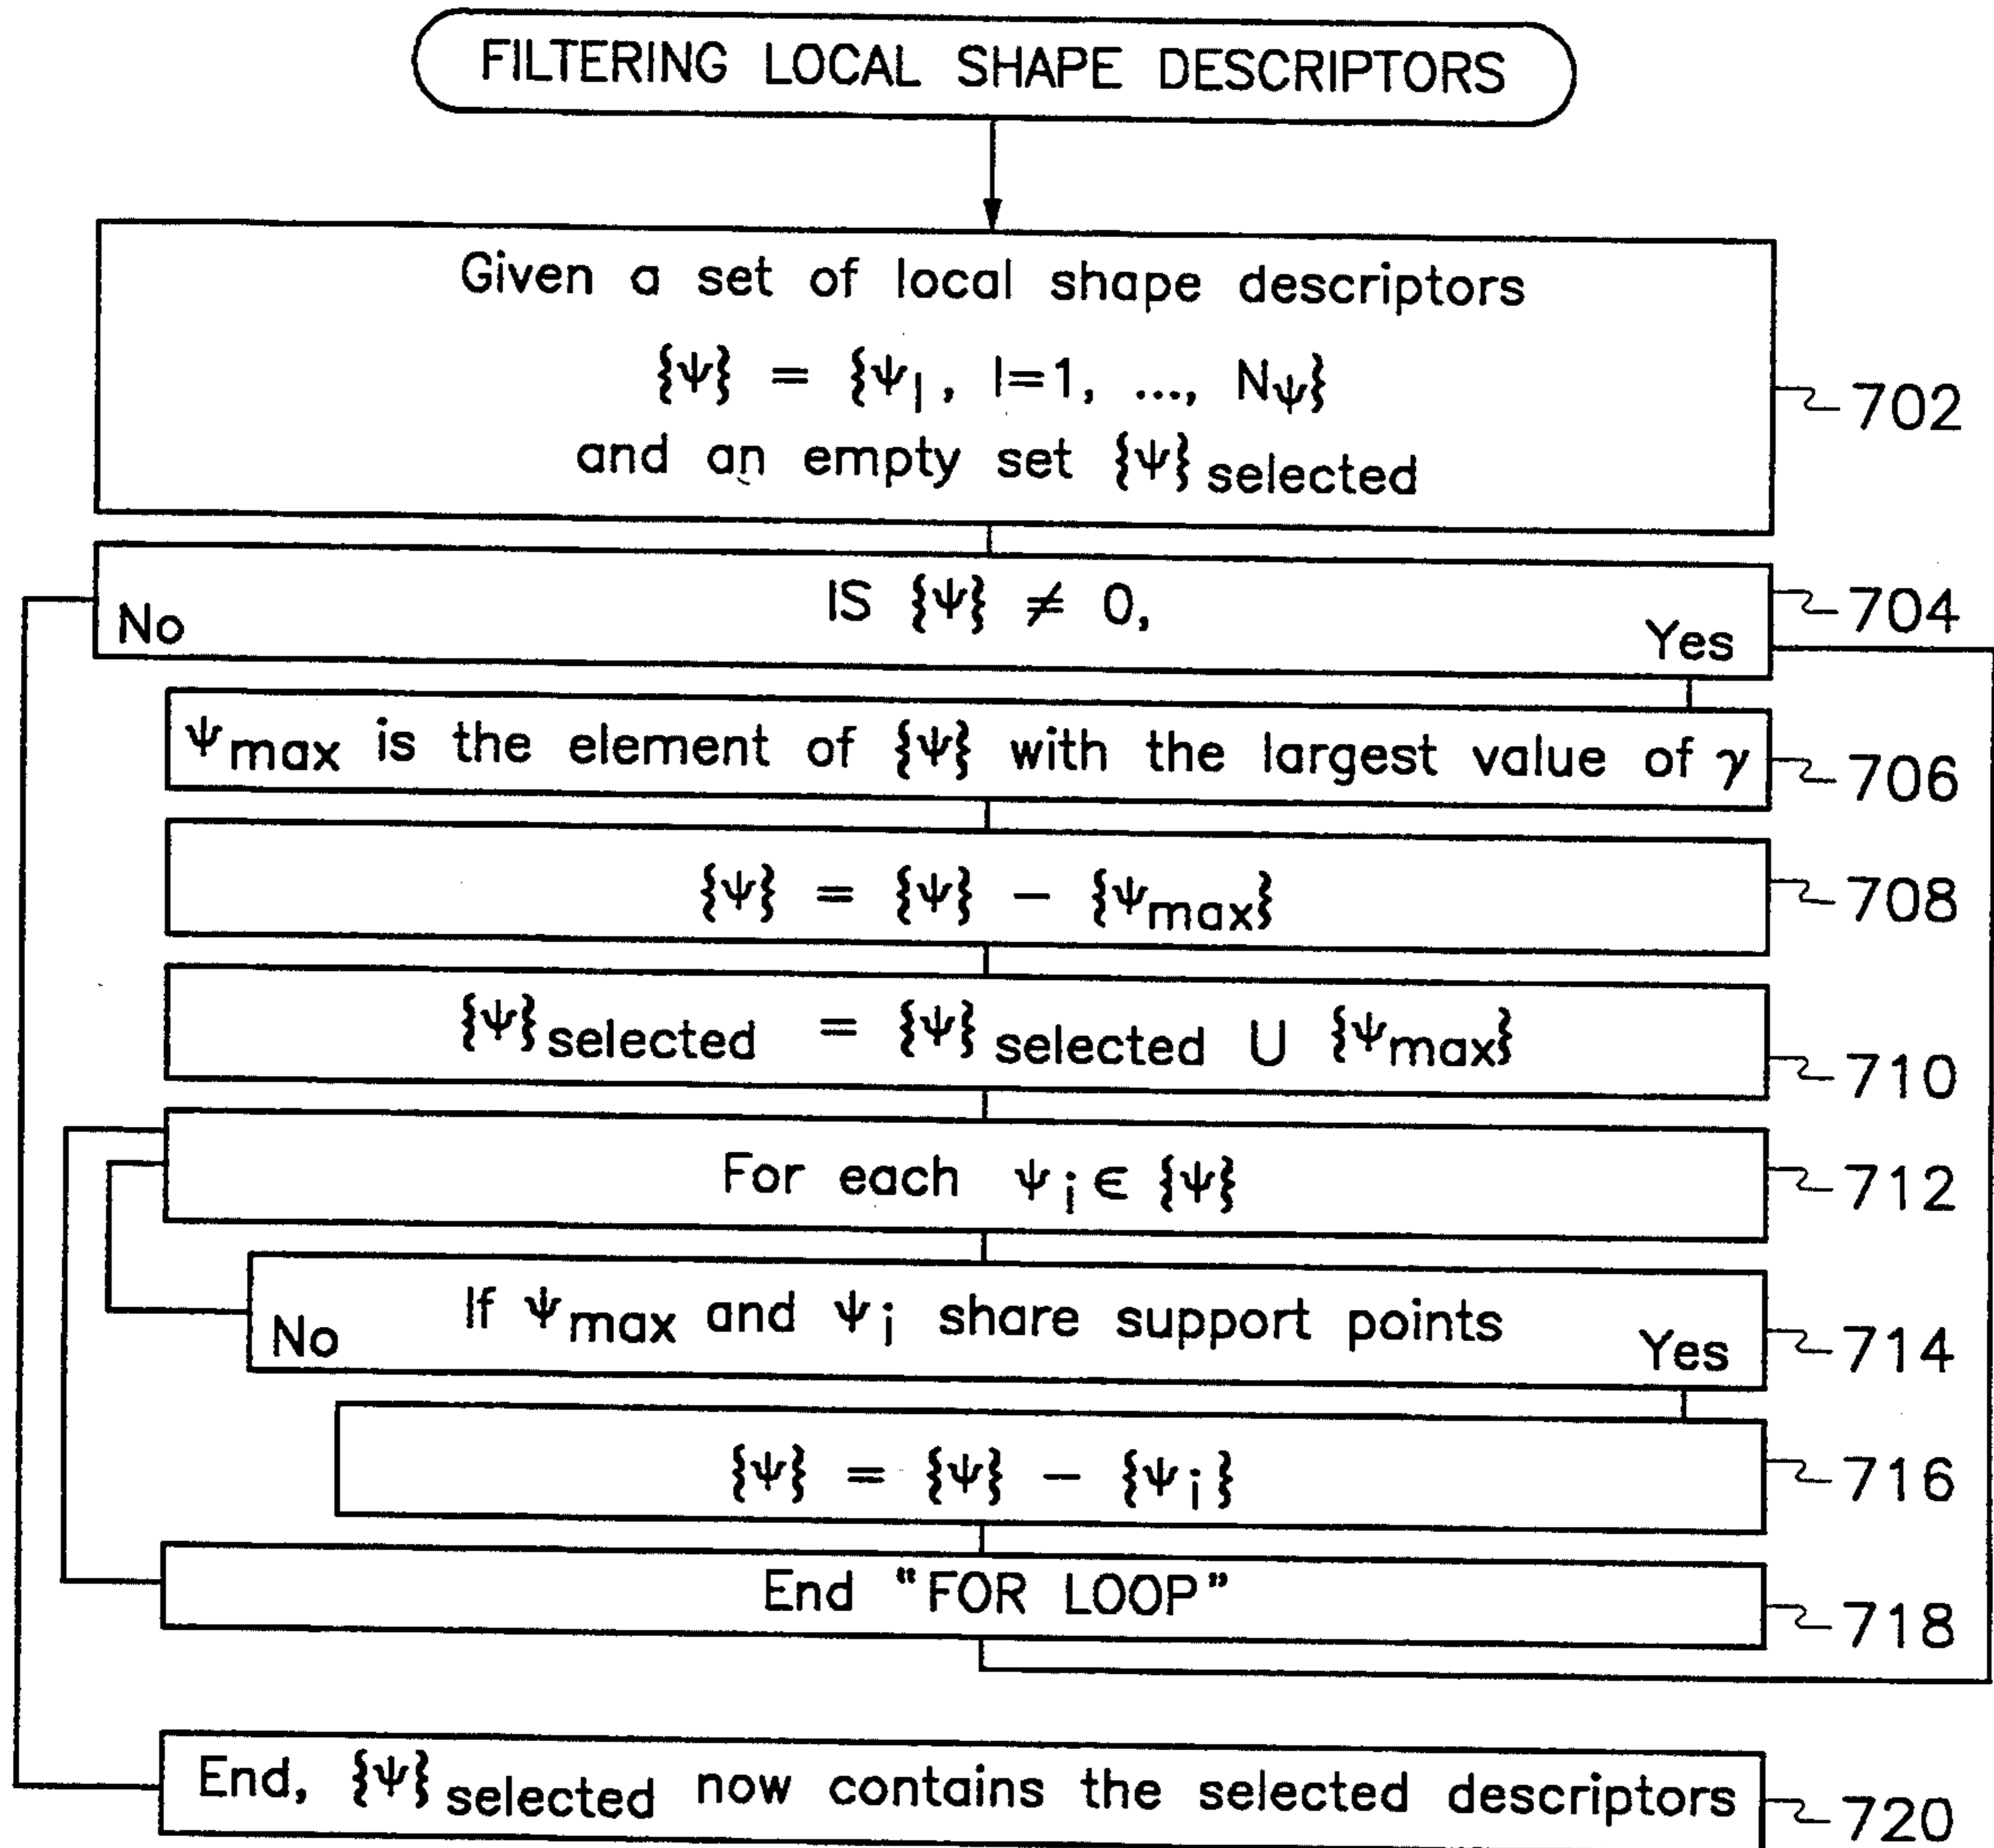 FILTERING LOCAL SHAPE DESCRIPTORS
Given a set of local shape descriptors
{ψ} = {ψl, l=1, ..., Nψ}
and an empty set {ψ} selected
702
IS {ψ} ≠ 0,
No
Yes
704
ψmax is the element of {ψ} with the largest value of γ
706
{ψ} = {ψ} − {ψmax}
708
{ψ} selected = {ψ} selected U {ψmax}
710
For each ψi ∈ {ψ}
712
If ψmax and ψi share support points
No
Yes
714
{ψ} = {ψ} − {ψi}
716
End "FOR LOOP"
718
End, {ψ} selected now contains the selected descriptors
720